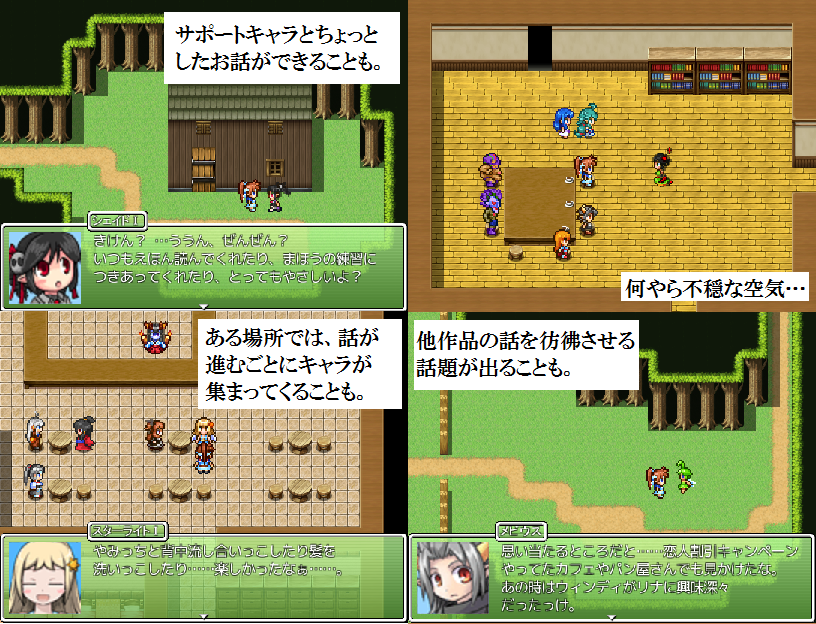 サポートキャラとちょっと
したお話ができることも。
シェイドI
きけん？ …ううん、ぜんぜん？
いつもえほん読んでくれたり、まほうの練習に
つきあってくれたり、とってもやさしいよ？
何やら不穏な空気…
ある場所では、話が
進むごとにキャラが
集まってくることも。
スターライトI
やみっちと背中流し合いっこしたり髪を
洗いっこしたり……楽しかったなぁ……。
他作品の話を彷彿させる
話題が出ることも。
メビウス
思い当たるところだと……恋人割引キャンペーン
やってたカフェやパン屋さんでも見かけたな。
あの時はウィンディがリナに興味深々
だったっけ。